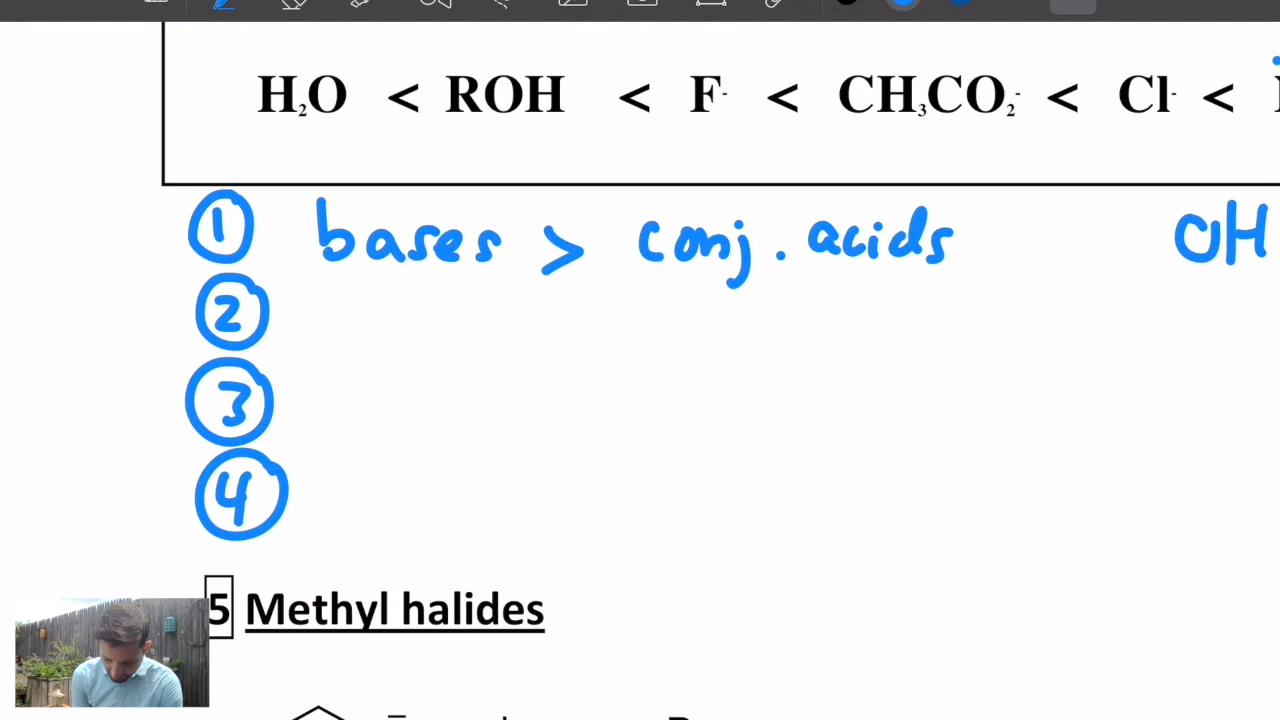 H₂O < ROH < F⁻ < CH₃CO₂⁻ < Cl⁻ <
① bases > conj. acids OH
②
③
④
5 Methyl halides